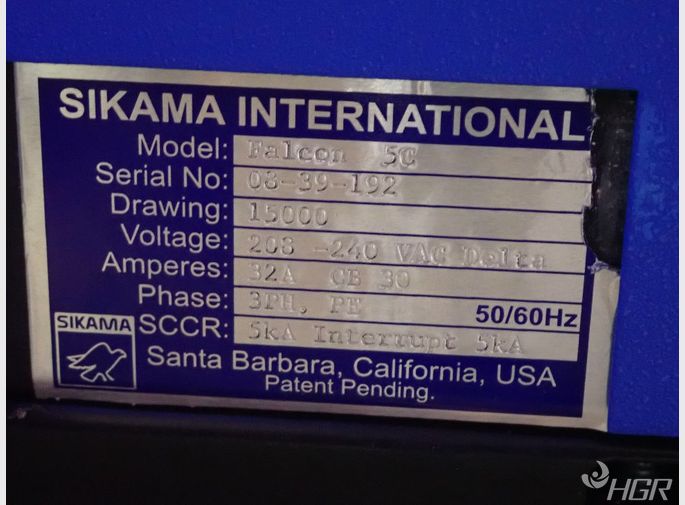 SIKAMA INTERNATIONAL
Model: Falcon 5C
Serial No: 08-39-192
Drawing: 15000
Voltage: 208 -240 VAC Delta
Amperes: 32A CB 30
Phase: 3PH, PE 50/60Hz
SIKAMA SCCR: 5kA Interrupt 5kA
Santa Barbara, California, USA
Patent Pending.
HGR